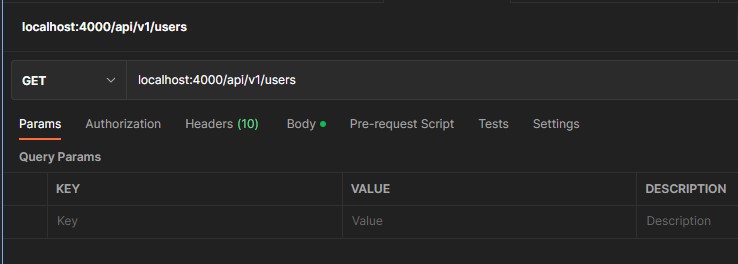 localhost:4000/api/v1/users
GET localhost:4000/api/v1/users
Params Authorization Headers (10) Body Pre-request Script Tests Settings
Query Params
KEY VALUE DESCRIPTION
Key Value Description